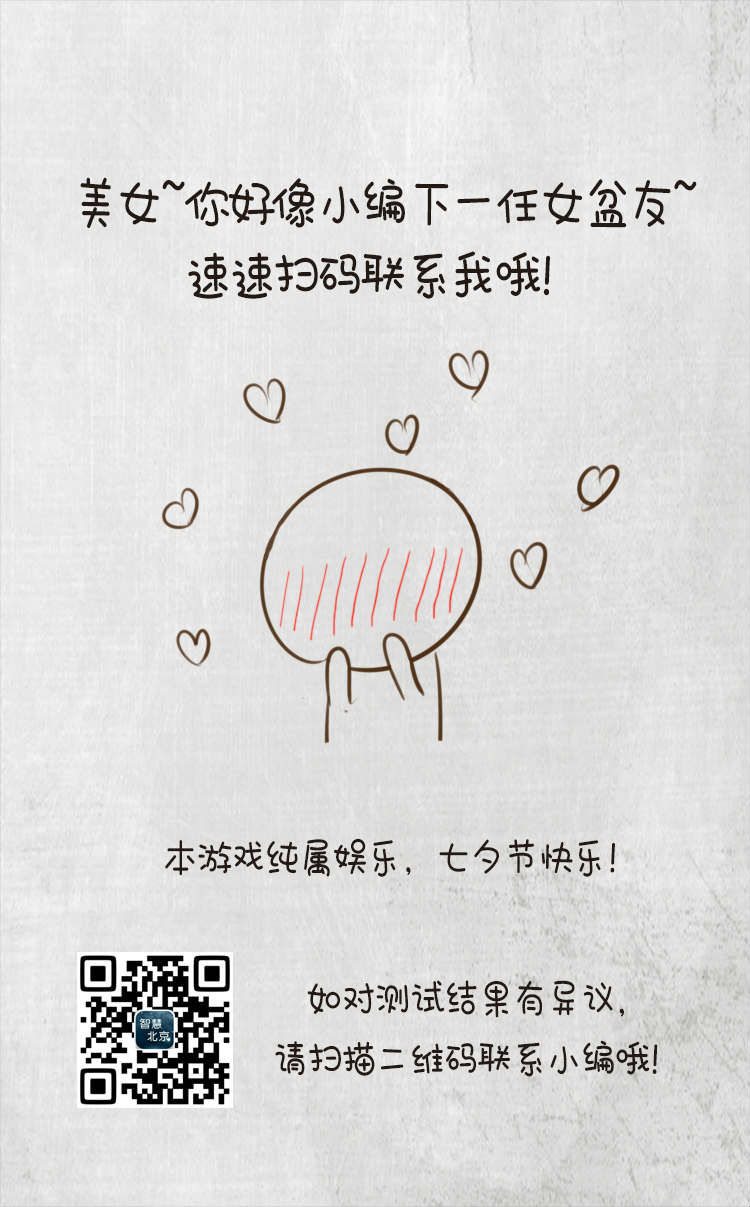 美女~你好像小编下一任女盆友~
速速扫码联系我哦!
本游戏纯属娱乐，七夕节快乐!
如对测试结果有异议，
请扫描二维码联系小编哦!
智慧
北京